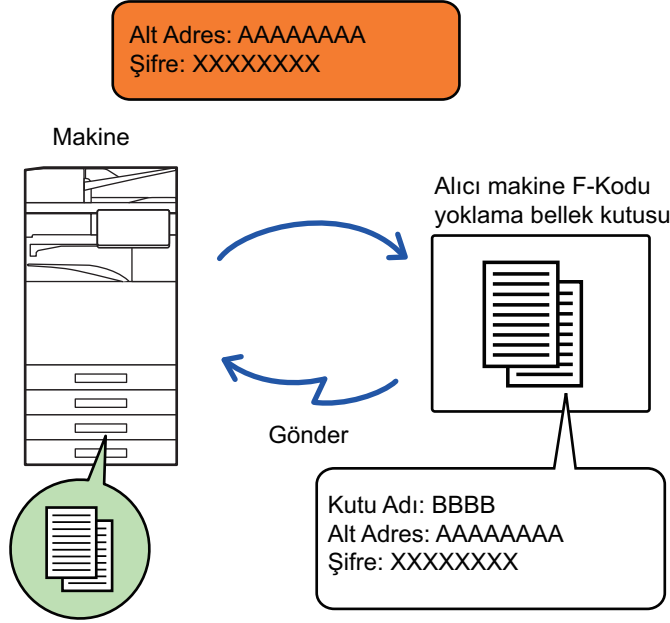 Alt Adres: AAAAAAAA
Şifre: XXXXXXXX
Makine
Alıcı makine F-Kodu
yoklama bellek kutusu
Gönder
Kutu Adı: BBBB
Alt Adres: AAAAAAAA
Şifre: XXXXXXXX